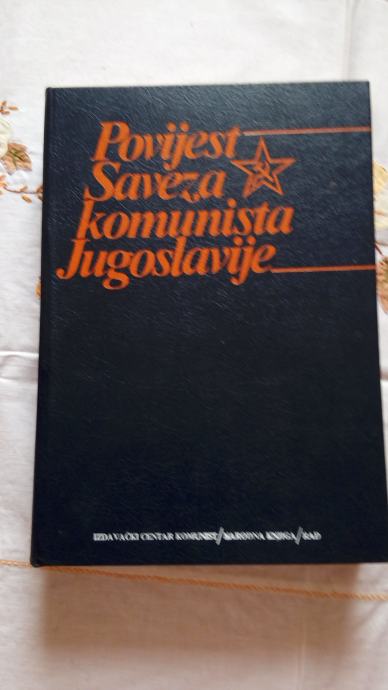 Povijest
Saveza
komunista
Jugoslavije
IZDAVAČKI CENTAR KOMUNIST/NARODNA KNJIGA/RAD